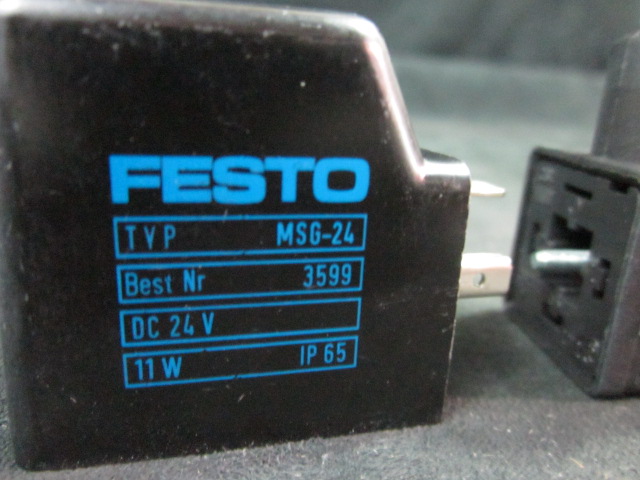 FESTO
TYP MSG-24
Best Nr 3599
DC 24 V
11 W IP 65